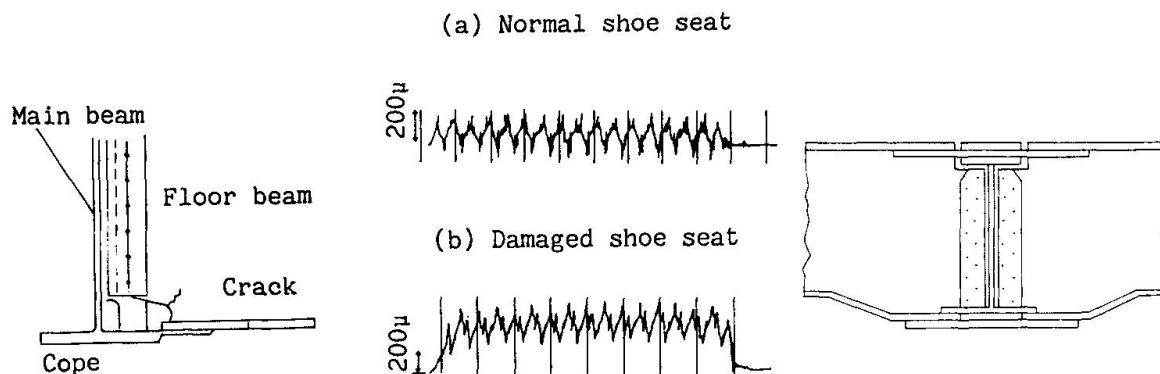 (a) Normal shoe seat
Main beam
200μ
Floor beam
(b) Damaged shoe seat
Crack
200μ
Cope